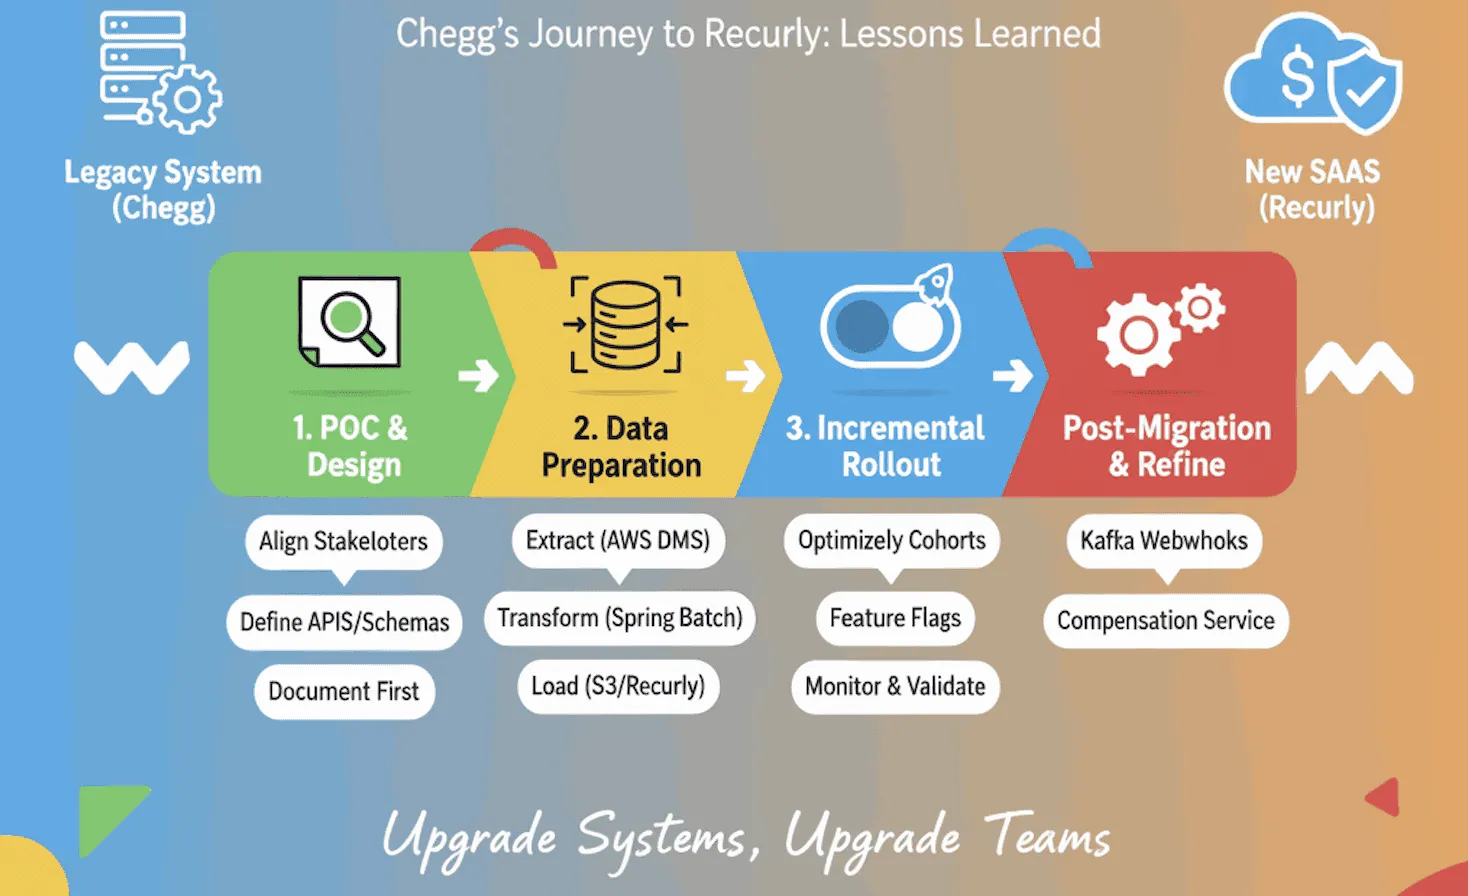 Chegg's Journey to Recurly: Lessons Learned
Legacy System
(Chegg)
New SAAS
(Recurly)
1. POC &
Design
2. Data
Preparation
3. Incremental
Rollout
Post-Migration
& Refine
Align Stakeloters
Define APIS/Schemas
Document First
Extract (AWS DMS)
Transform (Spring Batch)
Load (S3/Recurly)
Optimizely Cohorts
Feature Flags
Monitor & Validate
Kafka Webwhoks
Compensation Service
Upgrade Systems, Upgrade Teams